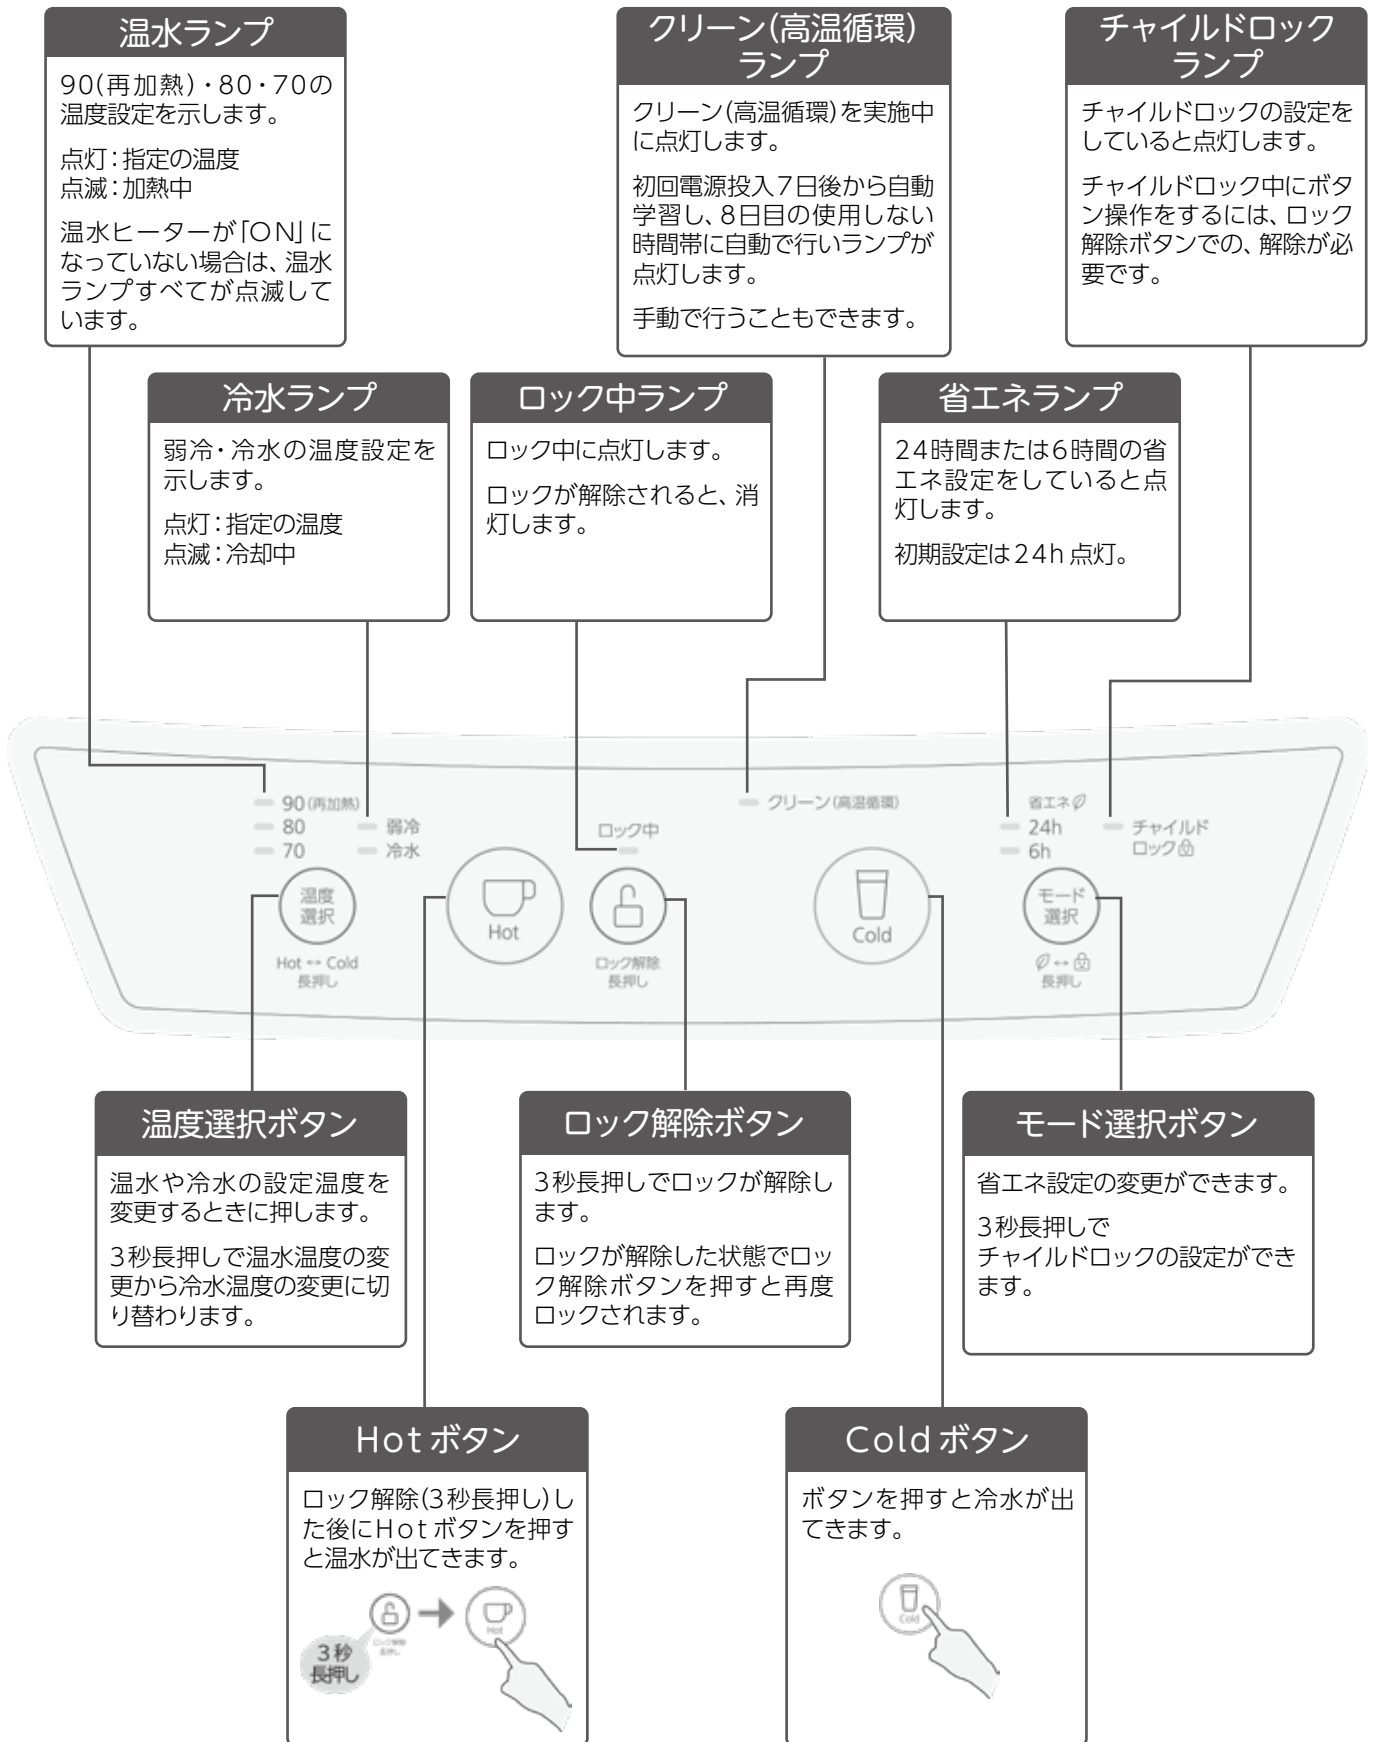 温水ランプ
90(再加熱)・80・70の
温度設定を示します。
点灯：指定の温度
点滅：加熱中
温水ヒーターが「ON」に
なっていない場合は、温水
ランプすべてが点滅して
います。
クリーン(高温循環)
ランプ
クリーン(高温循環)を実施中
に点灯します。
初回電源投入7日後から自動
学習し、8日目の使用しない
時間帯に自動で行いランプが
点灯します。
手動で行うこともできます。
チャイルドロック
ランプ
チャイルドロックの設定を
していると点灯します。
チャイルドロック中にボタ
ン操作をするには、ロック
解除ボタンでの、解除が必
要です。
冷水ランプ
弱冷・冷水の温度設定を
示します。
点灯：指定の温度
点滅：冷却中
ロック中ランプ
ロック中に点灯します。
ロックが解除されると、消
灯します。
省エネランプ
24時間または6時間の省
エネ設定をしていると点
灯します。
初期設定は24h 点灯。
90(再加熱)
80
70
弱冷
冷水
温度
選択
Hot ↔ Cold
長押し
Hot
ロック中
ロック解除
長押し
クリーン(高温循環)
Cold
省エネ
24h
6h
チャイルド
ロック
モード
選択
↔
長押し
温度選択ボタン
温水や冷水の設定温度を
変更するときに押します。
3秒長押しで温水温度の変
更から冷水温度の変更に切
り替わります。
ロック解除ボタン
3秒長押しでロックが解除し
ます。
ロックが解除した状態でロッ
ク解除ボタンを押すと再度
ロックされます。
モード選択ボタン
省エネ設定の変更ができます。
3秒長押しで
チャイルドロックの設定ができ
ます。
Hot ボタン
ロック解除(3秒長押し)し
た後にHotボタンを押す
と温水が出てきます。
3秒
長押し
ロック解除
長押し
Hot
Cold ボタン
ボタンを押すと冷水が出
てきます。
Cold